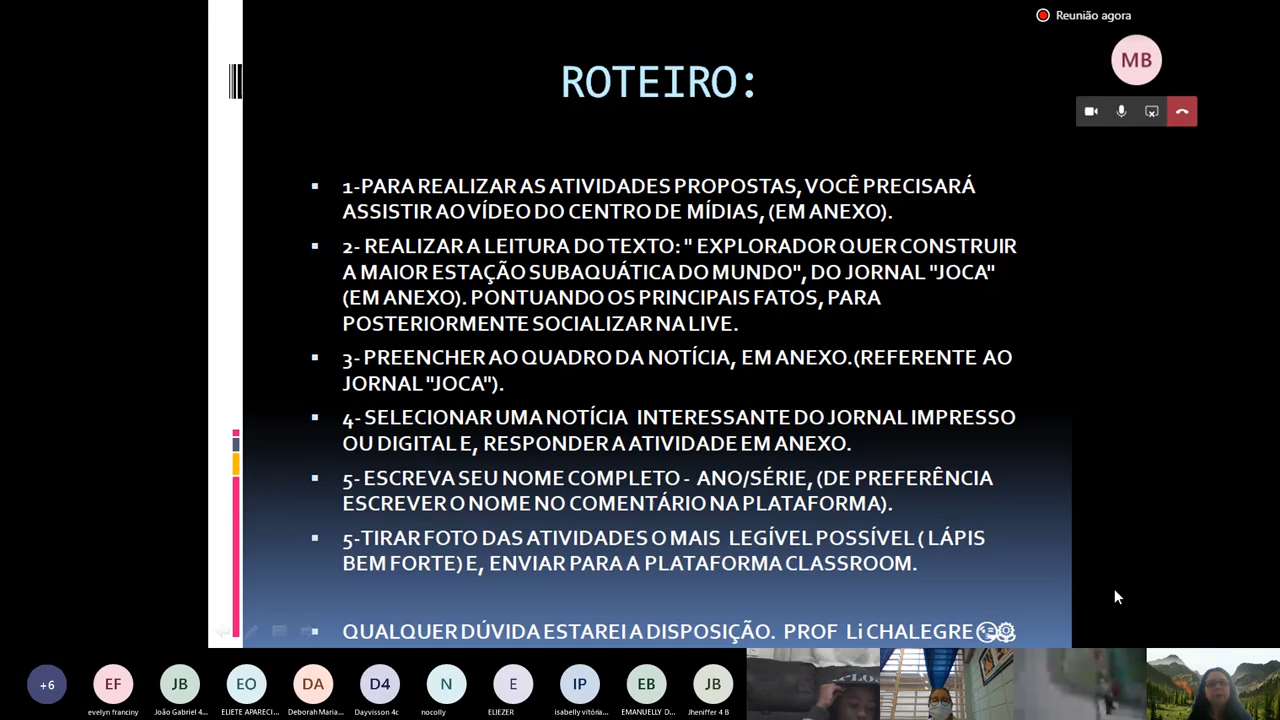 Reunião agora
MB
ROTEIRO:
1-PARA REALIZAR AS ATIVIDADES PROPOSTAS, VOCÊ PRECISARÁ
ASSISTIR AO VÍDEO DO CENTRO DE MÍDIAS, (EM ANEXO).
2- REALIZAR A LEITURA DO TEXTO: " EXPLORADOR QUER CONSTRUIR
A MAIOR ESTAÇÃO SUBAQUÁTICA DO MUNDO", DO JORNAL "JOCA"
(EM ANEXO). PONTUANDO OS PRINCIPAIS FATOS, PARA
POSTERIORMENTE SOCIALIZAR NA LIVE.
3- PREENCHER AO QUADRO DA NOTÍCIA, EM ANEXO.(REFERENTE AO
JORNAL "JOCA").
4- SELECIONAR UMA NOTÍCIA INTERESSANTE DO JORNAL IMPRESSO
OU DIGITAL E, RESPONDER A ATIVIDADE EM ANEXO.
5- ESCREVA SEU NOME COMPLETO - ANO/SÉRIE, (DE PREFERÊNCIA
ESCREVER O NOME NO COMENTÁRIO NA PLATAFORMA).
5-TIRAR FOTO DAS ATIVIDADES O MAIS LEGÍVEL POSSÍVEL ( LÁPIS
BEM FORTE) E, ENVIAR PARA A PLATAFORMA CLASSROOM.
QUALQUER DÚVIDA ESTAREI A DISPOSIÇÃO. PROF Li CHALEGRE
+6 EF JB EO DA D4 N E IP EB JB
evelyn franciny João Gabriel 4... ELIETE APARECI... Deborah Maria... Dayvisson 4c nocolly ELIEZER isabelly vitória... EMANUELLY D... Jheniffer 4 B